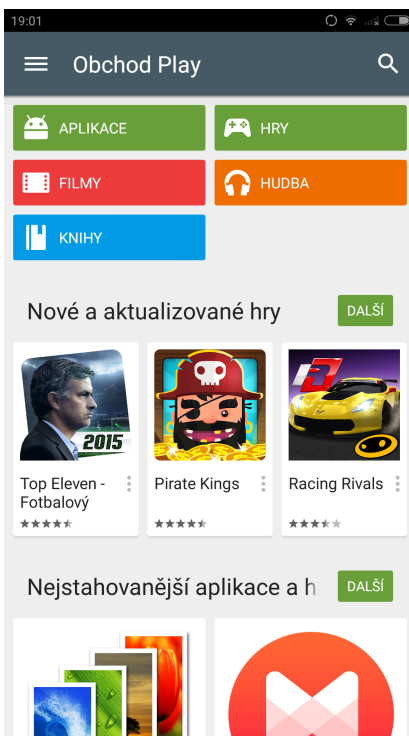 19:01
Obchod Play
APLIKACE
HRY
FILMY
HUDBA
KNIHY
Nové a aktualizované hry
DALŠÍ
2015
Top Eleven -
Fotbalový
Pirate Kings
Racing Rivals
Nejstahovanější aplikace a h
DALŠÍ